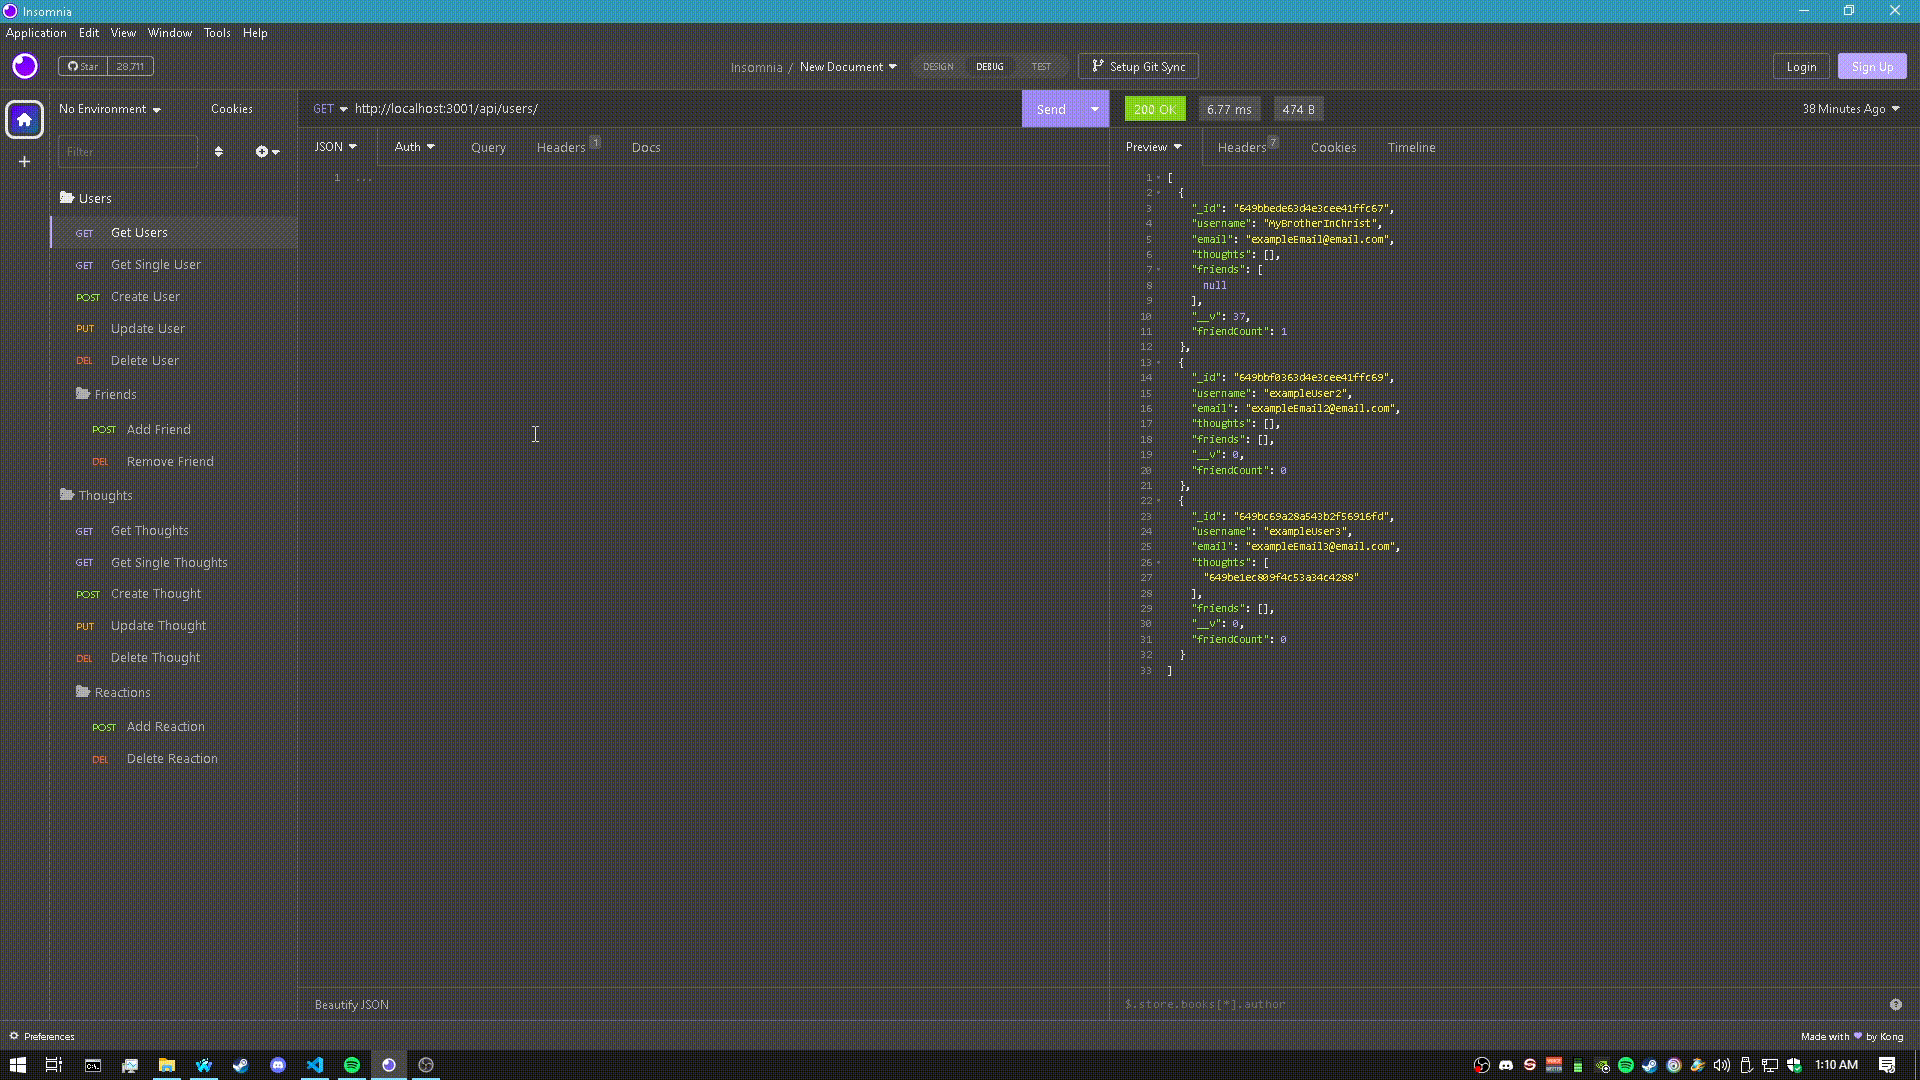 Insomnia
Application Edit View Window Tools Help
Star 28,711
Insomnia / New Document
DESIGN DEBUG TEST
Setup Git Sync
Login
Sign Up
No Environment
Cookies
Filter
Users
GET Get Users
GET Get Single User
POST Create User
PUT Update User
DEL Delete User
Friends
POST Add Friend
DEL Remove Friend
Thoughts
GET Get Thoughts
GET Get Single Thoughts
POST Create Thought
PUT Update Thought
DEL Delete Thought
Reactions
POST Add Reaction
DEL Delete Reaction
GET http://localhost:3001/api/users/
Send
JSON Auth Query Headers 1 Docs
1 ...
Beautify JSON
200 OK 6.77 ms 474 B
38 Minutes Ago
Preview Headers 7 Cookies Timeline
1 [
2 {
3 "_id": "649bbede63d4e3cee41ffc67",
4 "username": "MyBrotherInChrist",
5 "email": "exampleEmail@email.com",
6 "thoughts": [],
7 "friends": [
8 null
9 ],
10 "__v": 37,
11 "friendCount": 1
12 },
13 {
14 "_id": "649bbf0363d4e3cee41ffc69",
15 "username": "exampleUser2",
16 "email": "exampleEmail2@email.com",
17 "thoughts": [],
18 "friends": [],
19 "__v": 0,
20 "friendCount": 0
21 },
22 {
23 "_id": "649bc69a28a543b2f56916fd",
24 "username": "exampleUser3",
25 "email": "exampleEmail3@email.com",
26 "thoughts": [
27 "649be1ec809f4c53a34c4288"
28 ],
29 "friends": [],
30 "__v": 0,
31 "friendCount": 0
32 }
33 ]
$.store.books[*].author
Preferences
Made with ♥ by Kong
1:10 AM